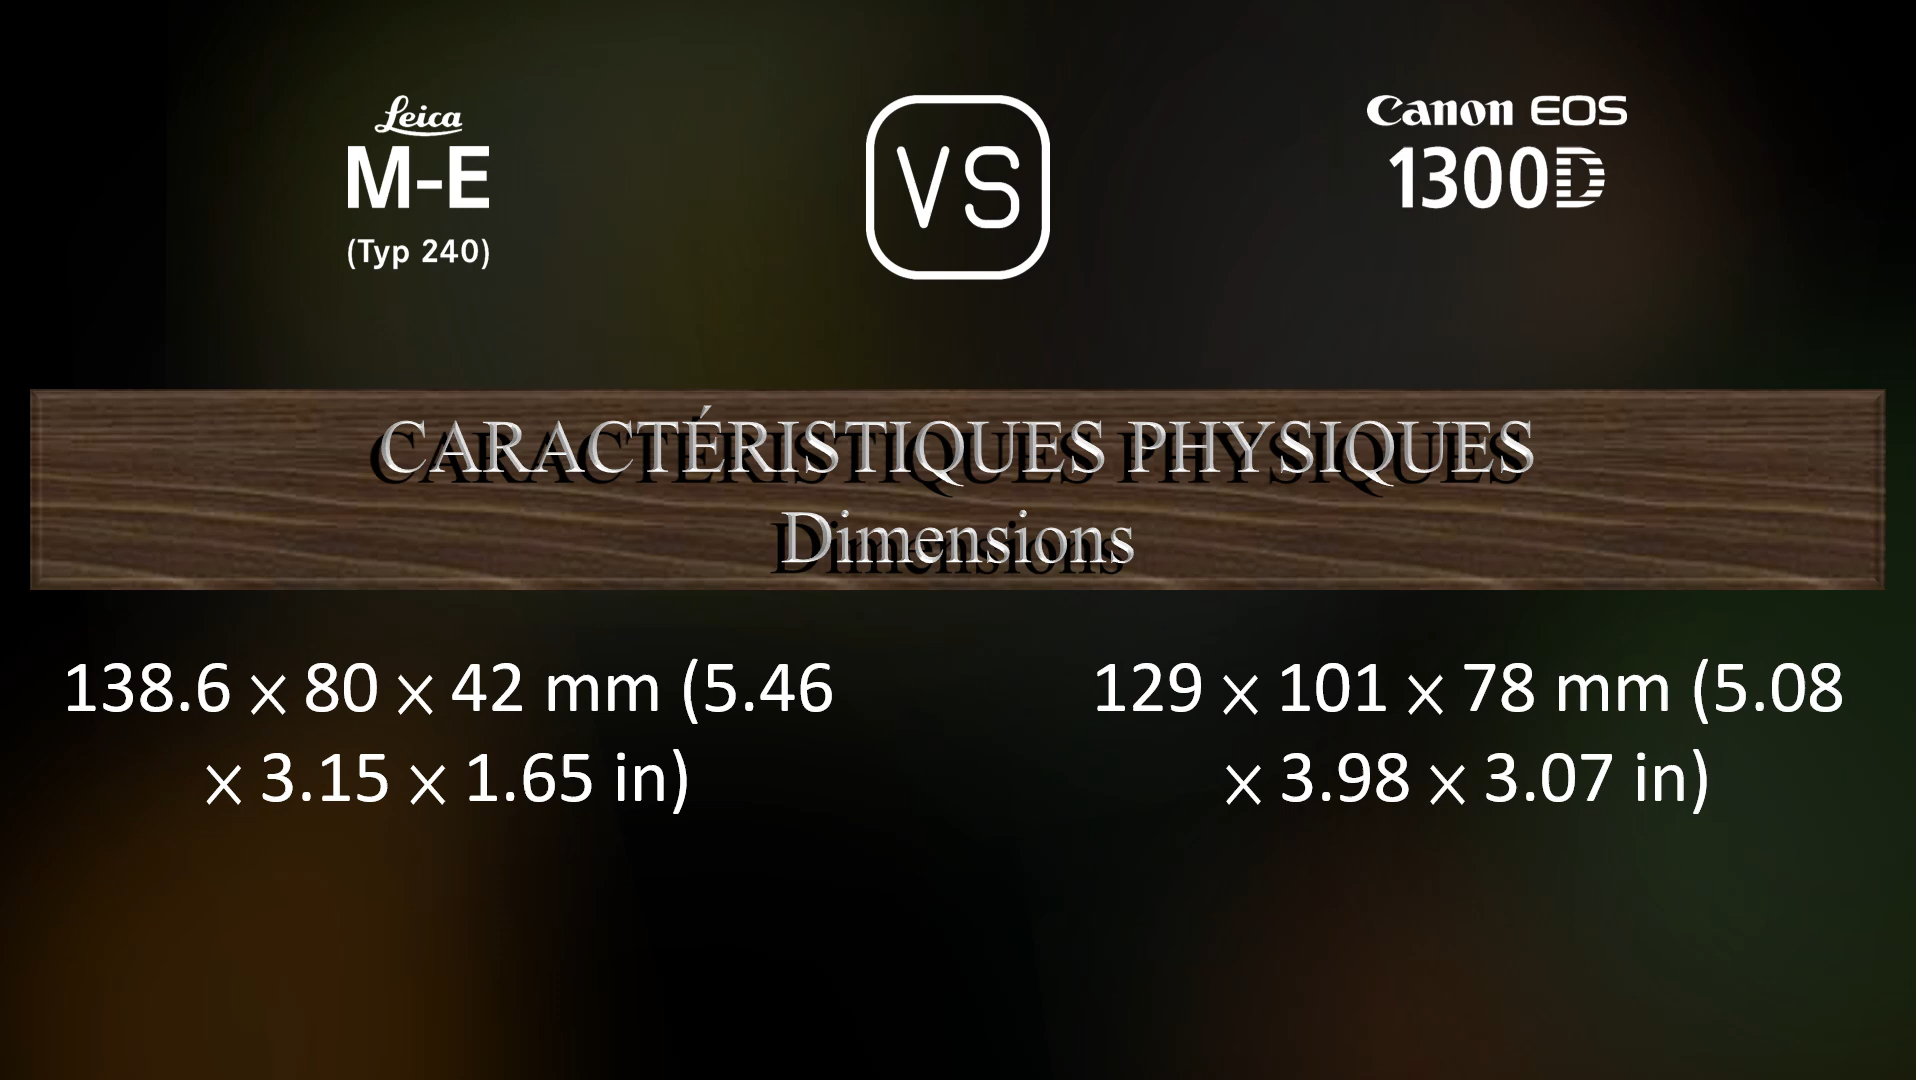 Leica
M-E
(Typ 240)
VS
Canon EOS
1300D
CARACTÉRISTIQUES PHYSIQUES
Dimensions
138.6 x 80 x 42 mm (5.46
x 3.15 x 1.65 in)
129 x 101 x 78 mm (5.08
x 3.98 x 3.07 in)